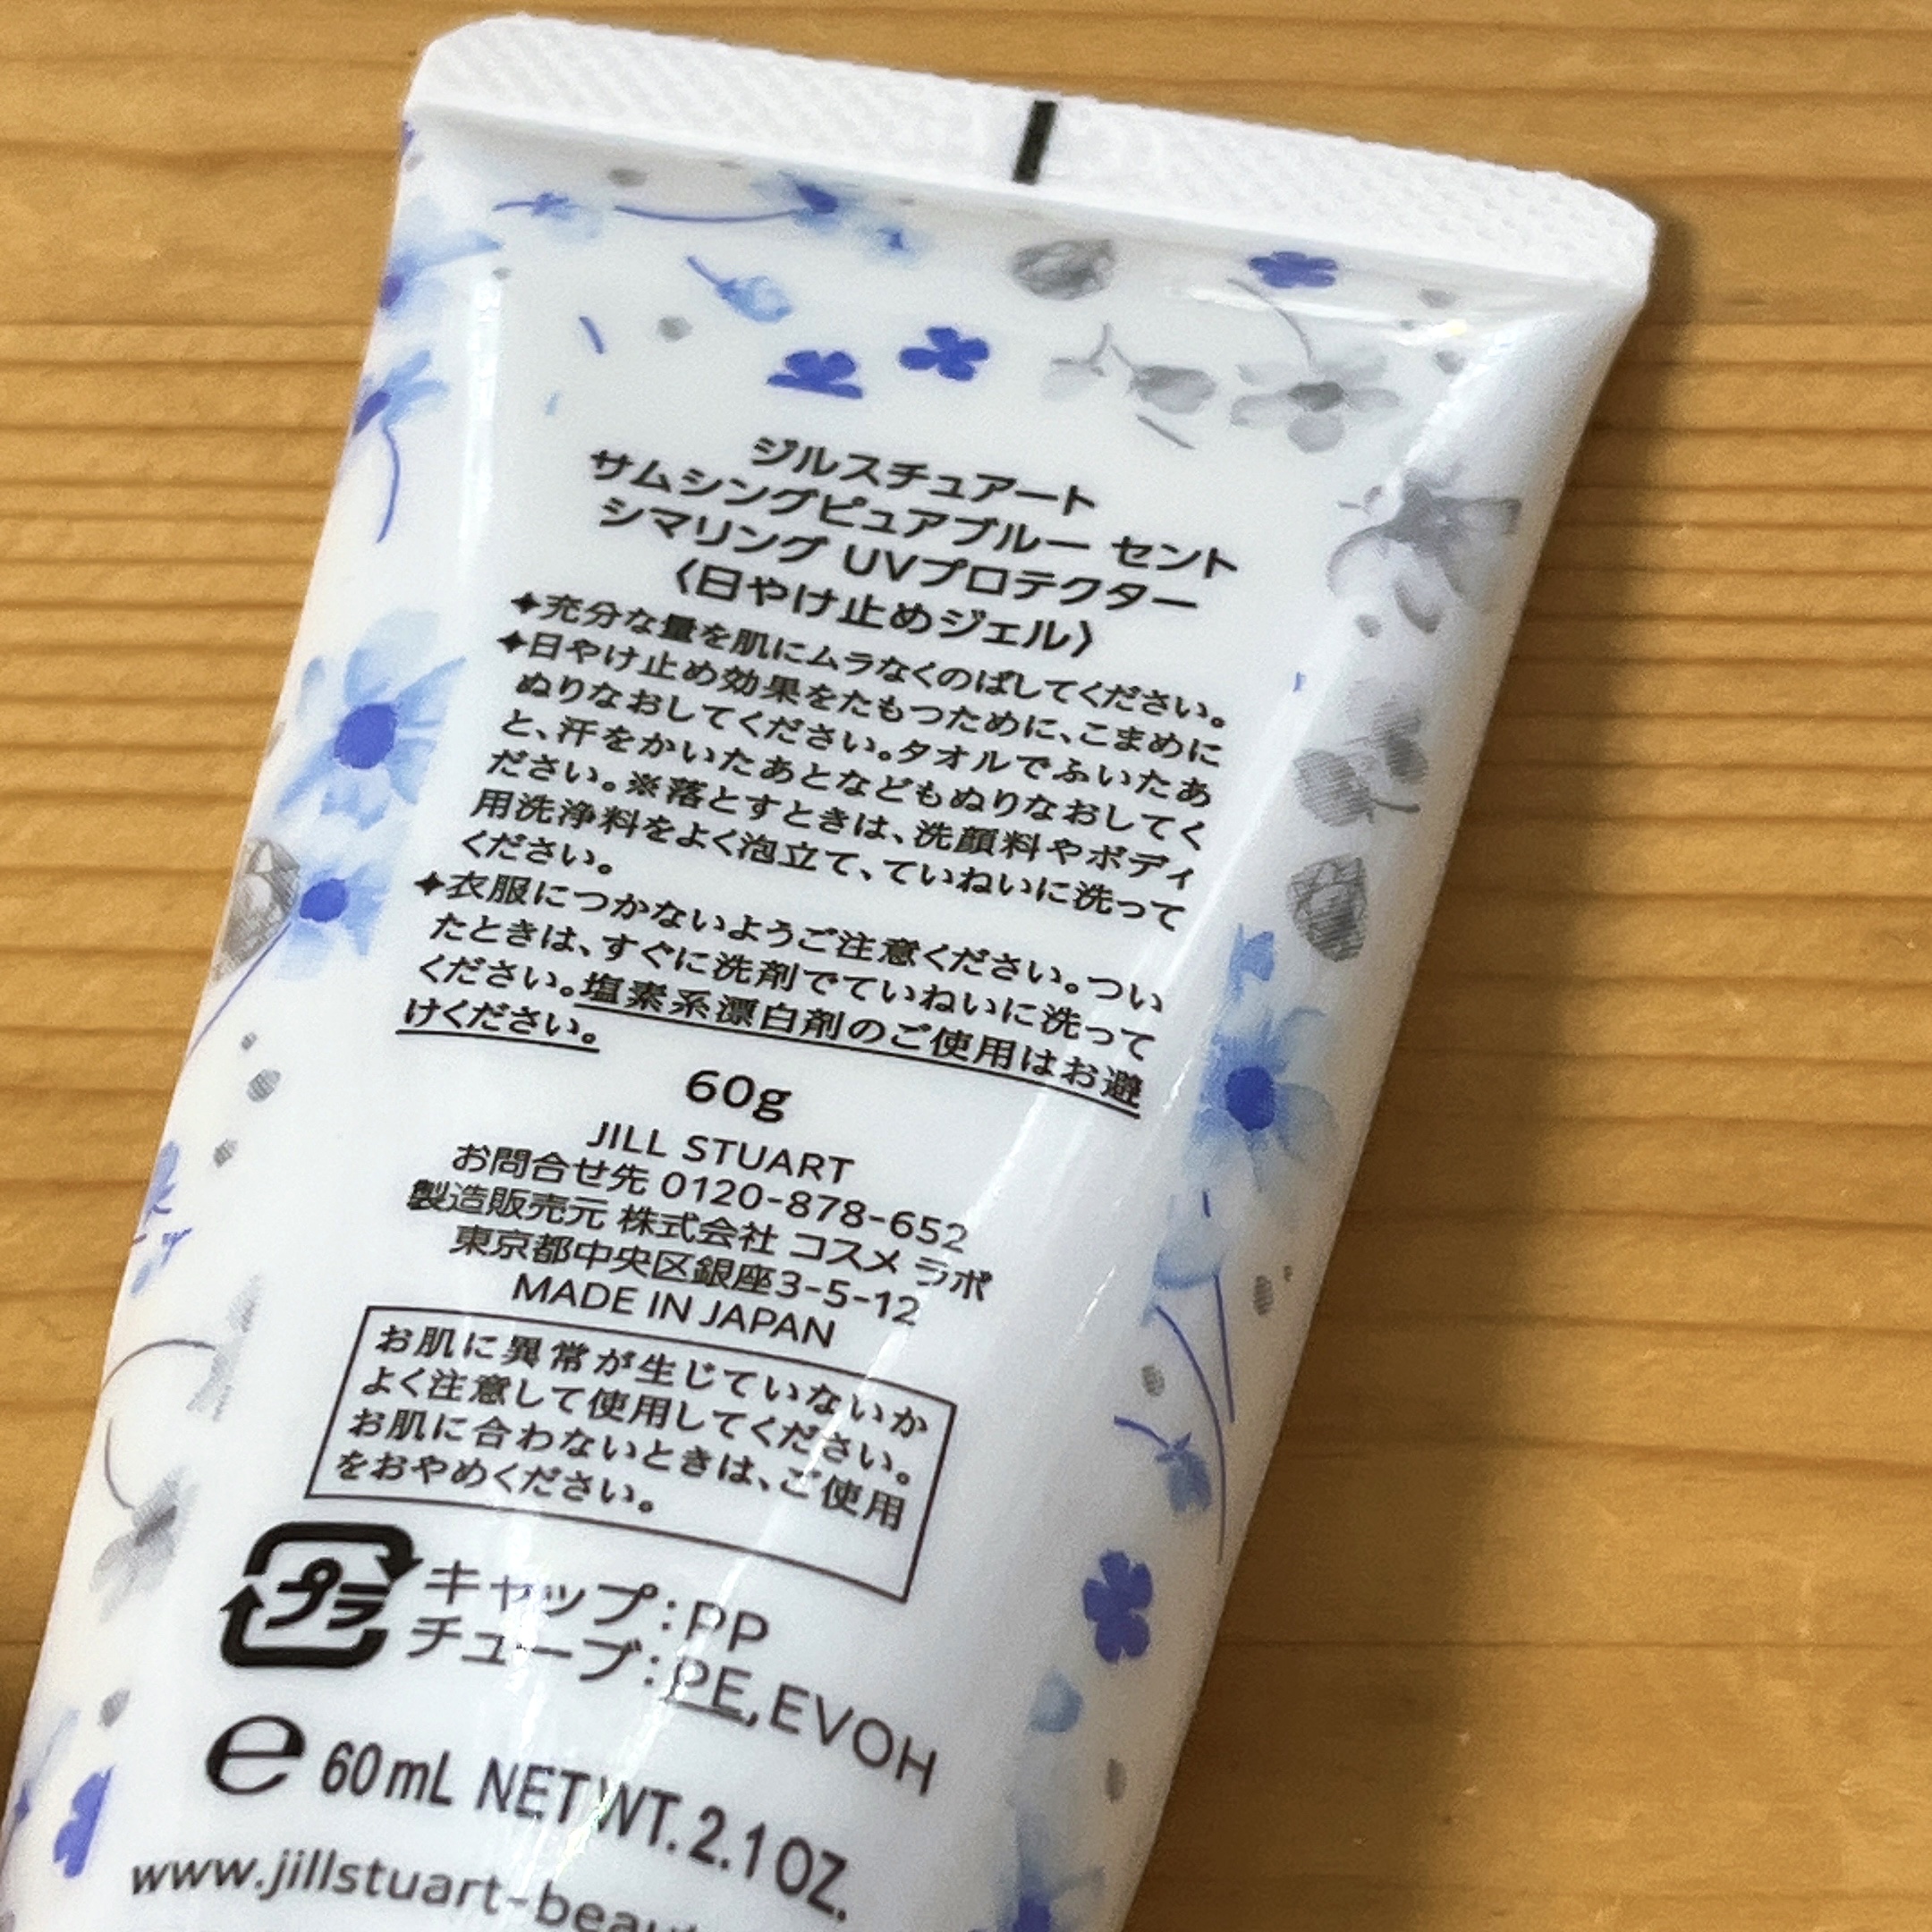 ジルスチュアート
サムシングピュアブルー セント
シマリング UVプロテクター
〈日やけ止めジェル〉
✦充分な量を肌にムラなくのばしてください。
✦日やけ止め効果をたもつために、こまめに
ぬりなおしてください。タオルでふいたあ
と、汗をかいたあとなどもぬりなおしてく
ださい。※落とすときは、洗顔料やボディ
用洗浄料をよく泡立て、ていねいに洗って
ください。
✦衣服につかないようご注意ください。つい
たときは、すぐに洗剤でていねいに洗って
ください。塩素系漂白剤のご使用はお避
けください。
60g
JILL STUART
お問合せ先 0120-878-652
製造販売元 株式会社 コスメ ラボ
東京都中央区銀座3-5-12
MADE IN JAPAN
お肌に異常が生じていないか
よく注意して使用してください。
お肌に合わないときは、ご使用
をおやめください。
プラ
キャップ:PP
チューブ:PE,EVOH
e 60mL NET WT. 2.1 OZ.
www.jillstuart-beau